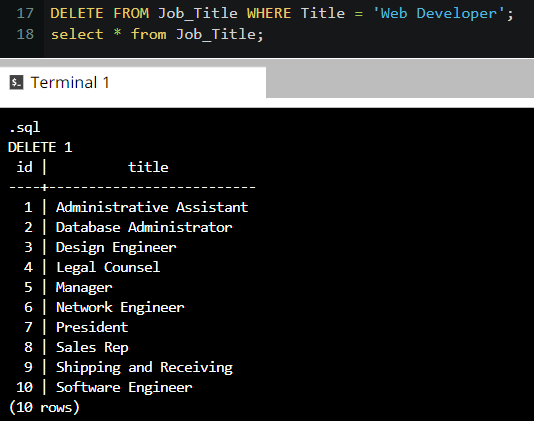 17 DELETE FROM Job_Title WHERE Title = 'Web Developer';
18 select * from Job_Title;
$_ Terminal 1
.sql
DELETE 1
 id |          title
----+--------------------------
  1 | Administrative Assistant
  2 | Database Administrator
  3 | Design Engineer
  4 | Legal Counsel
  5 | Manager
  6 | Network Engineer
  7 | President
  8 | Sales Rep
  9 | Shipping and Receiving
 10 | Software Engineer
(10 rows)